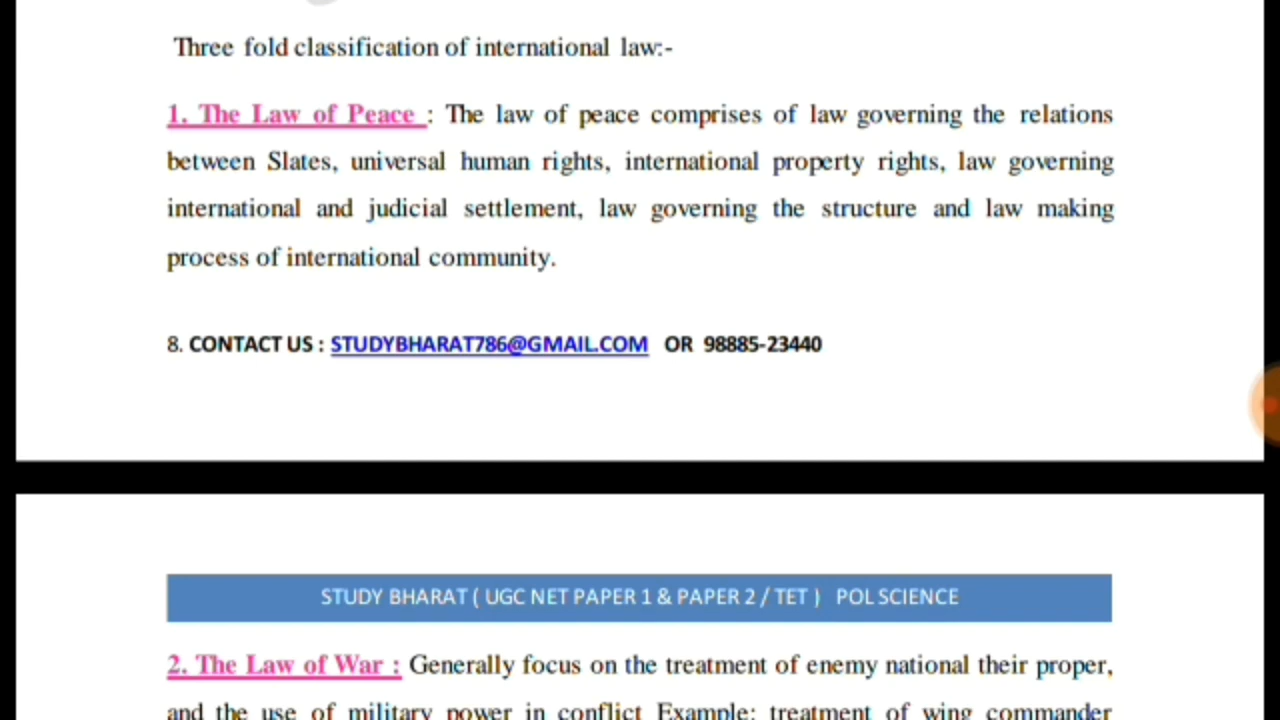 Three fold classification of international law:-
1. The Law of Peace : The law of peace comprises of law governing the relations
between Slates, universal human rights, international property rights, law governing
international and judicial settlement, law governing the structure and law making
process of international community.
8. CONTACT US : STUDYBHARAT786@GMAIL.COM OR 98885-23440
STUDY BHARAT ( UGC NET PAPER 1 & PAPER 2 / TET ) POL SCIENCE
2. The Law of War : Generally focus on the treatment of enemy national their proper,
and the use of military power in conflict Example: treatment of wing commander